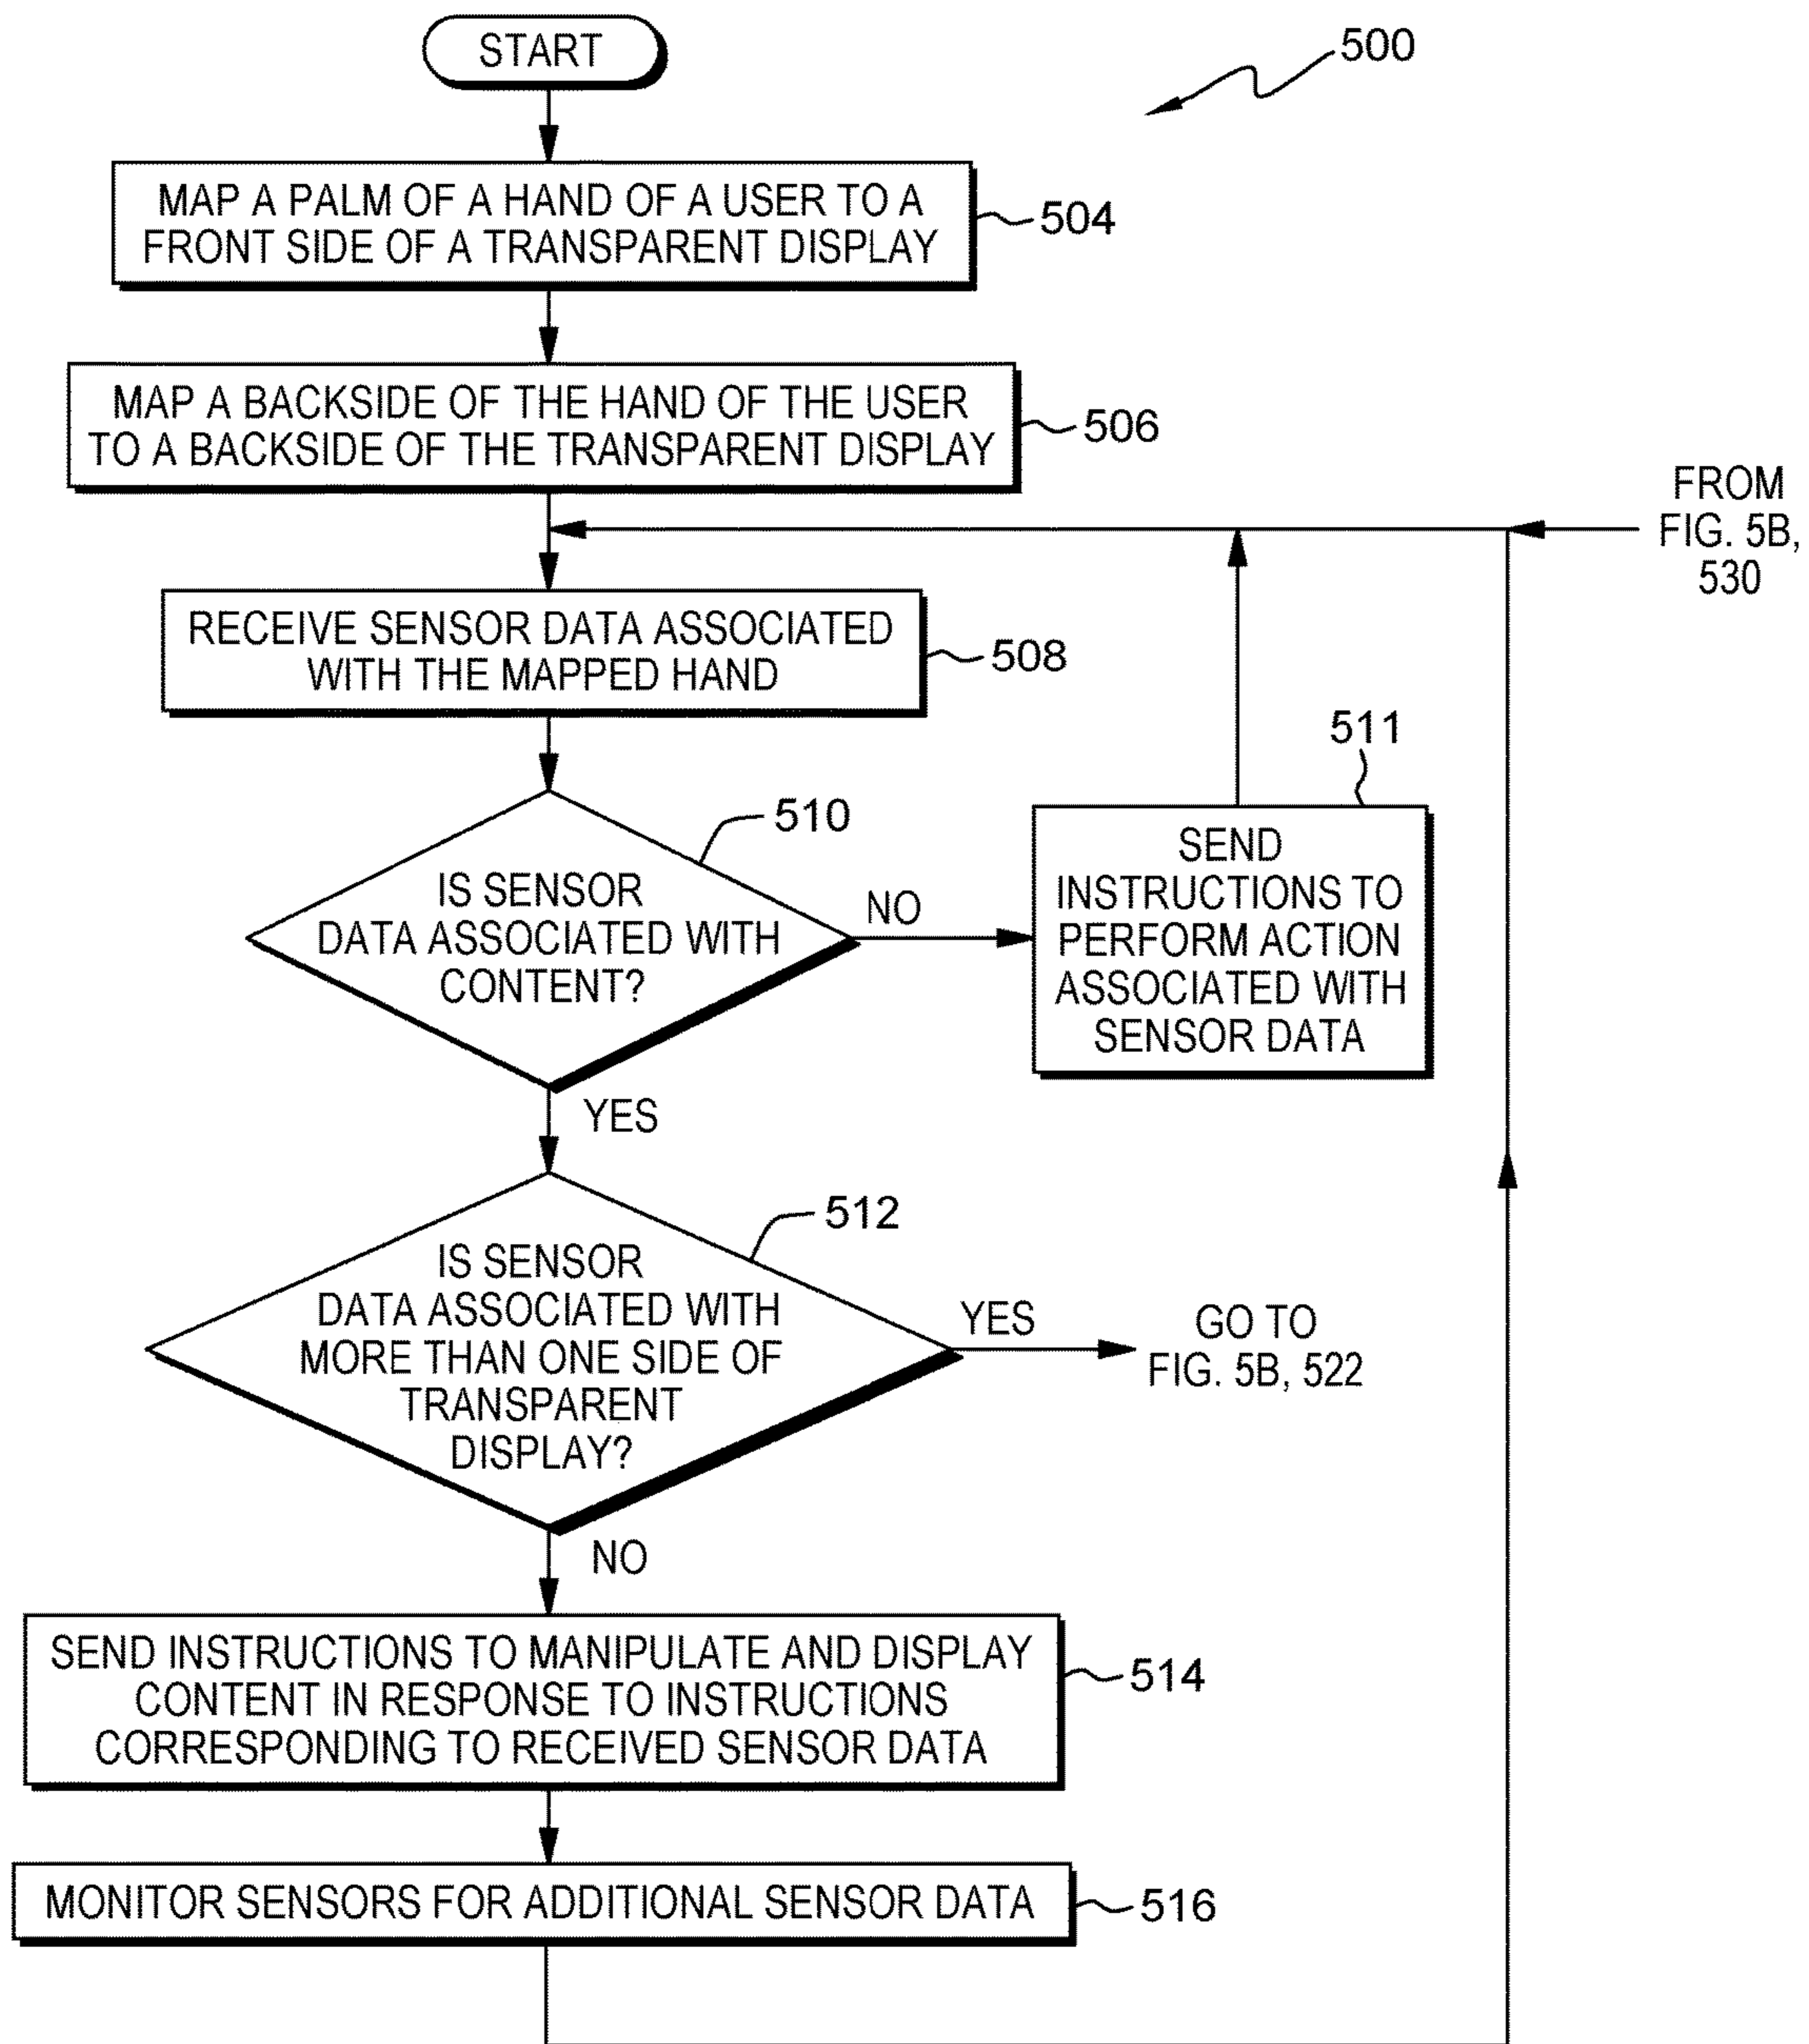 START
500
MAP A PALM OF A HAND OF A USER TO A
FRONT SIDE OF A TRANSPARENT DISPLAY
504
MAP A BACKSIDE OF THE HAND OF THE USER
TO A BACKSIDE OF THE TRANSPARENT DISPLAY
506
FROM
FIG. 5B,
530
RECEIVE SENSOR DATA ASSOCIATED
WITH THE MAPPED HAND
508
510
IS SENSOR
DATA ASSOCIATED WITH
CONTENT?
NO
511
SEND
INSTRUCTIONS TO
PERFORM ACTION
ASSOCIATED WITH
SENSOR DATA
YES
512
IS SENSOR
DATA ASSOCIATED WITH
MORE THAN ONE SIDE OF
TRANSPARENT
DISPLAY?
YES
GO TO
FIG. 5B, 522
NO
SEND INSTRUCTIONS TO MANIPULATE AND DISPLAY
CONTENT IN RESPONSE TO INSTRUCTIONS
CORRESPONDING TO RECEIVED SENSOR DATA
514
MONITOR SENSORS FOR ADDITIONAL SENSOR DATA
516